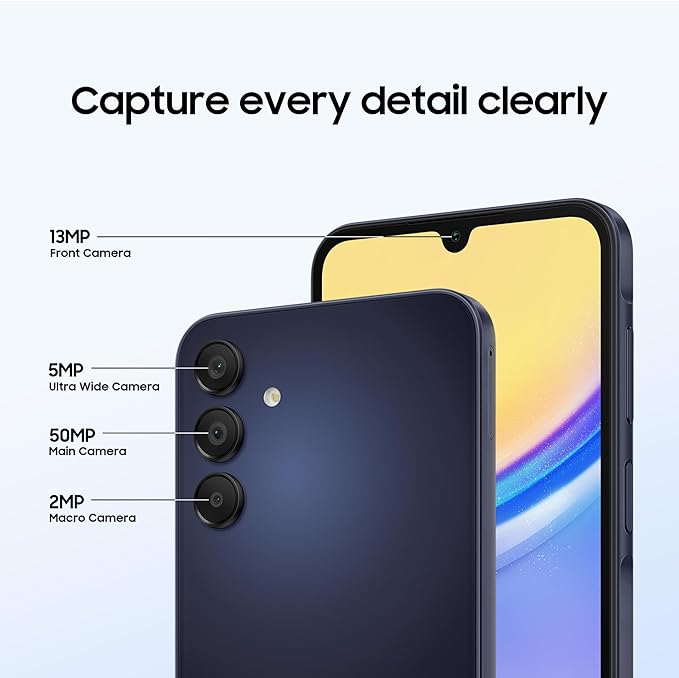 Capture every detail clearly
13MP
Front Camera
5MP
Ultra Wide Camera
50MP
Main Camera
2MP
Macro Camera